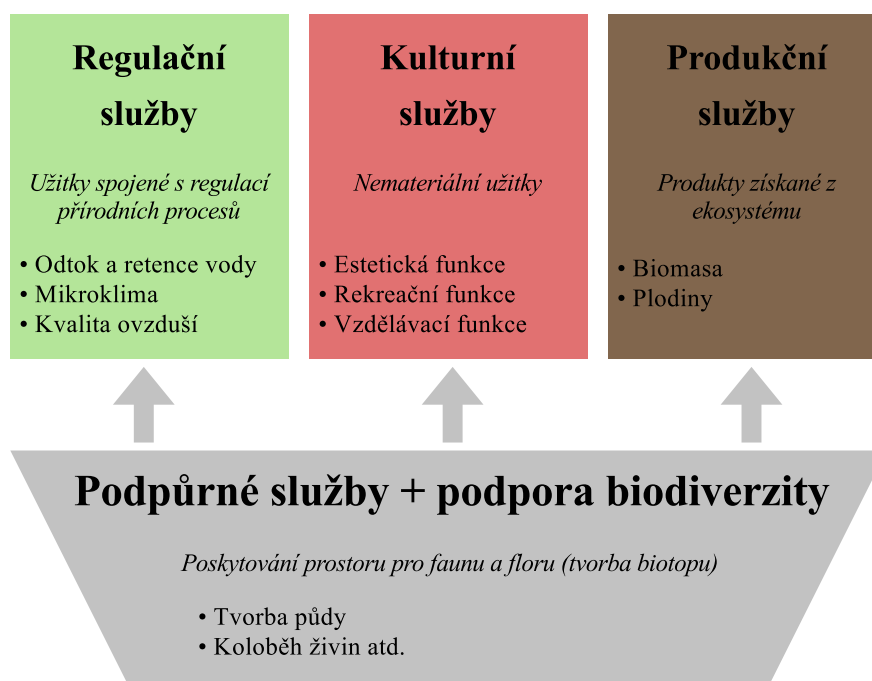 Regulační
služby
Užitky spojené s regulací
přírodních procesů
• Odtok a retence vody
• Mikroklima
• Kvalita ovzduší
Kulturní
služby
Nemateriální užitky
• Estetická funkce
• Rekreační funkce
• Vzdělávací funkce
Produkční
služby
Produkty získané z
ekosystému
• Biomasa
• Plodiny
Podpůrné služby + podpora biodiverzity
Poskytování prostoru pro faunu a floru (tvorba biotopu)
• Tvorba půdy
• Koloběh živin atd.